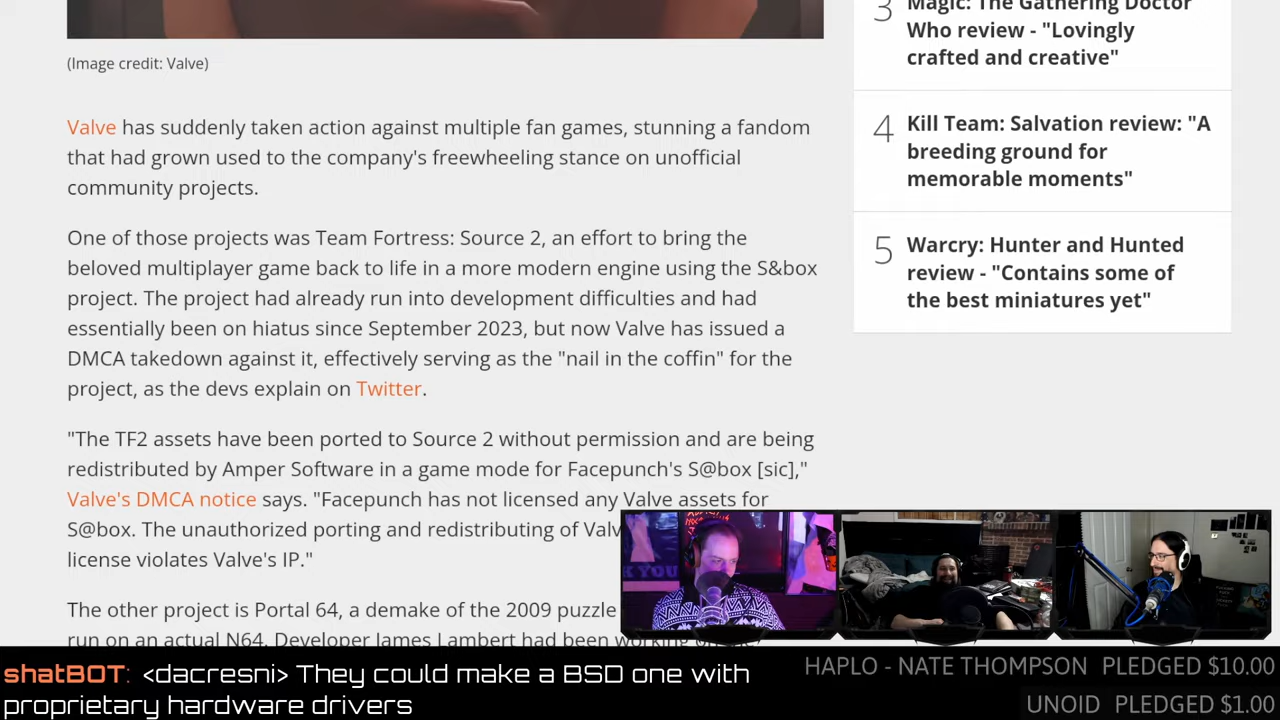 (Image credit: Valve)
Valve has suddenly taken action against multiple fan games, stunning a fandom
that had grown used to the company's freewheeling stance on unofficial
community projects.
One of those projects was Team Fortress: Source 2, an effort to bring the
beloved multiplayer game back to life in a more modern engine using the S&box
project. The project had already run into development difficulties and had
essentially been on hiatus since September 2023, but now Valve has issued a
DMCA takedown against it, effectively serving as the "nail in the coffin" for the
project, as the devs explain on Twitter.
"The TF2 assets have been ported to Source 2 without permission and are being
redistributed by Amper Software in a game mode for Facepunch's S@box [sic],"
Valve's DMCA notice says. "Facepunch has not licensed any Valve assets for
S@box. The unauthorized porting and redistributing of Valv
license violates Valve's IP."
The other project is Portal 64, a demake of the 2009 puzzle
run on an actual N64. Developer James Lambert had been working
3 Magic: The Gathering Doctor
Who review - "Lovingly
crafted and creative"
4 Kill Team: Salvation review: "A
breeding ground for
memorable moments"
5 Warcry: Hunter and Hunted
review - "Contains some of
the best miniatures yet"
K YOU
shatBOT: <dacresni> They could make a BSD one with
proprietary hardware drivers
HAPLO - NATE THOMPSON PLEDGED $10.00
UNOID PLEDGED $1.00